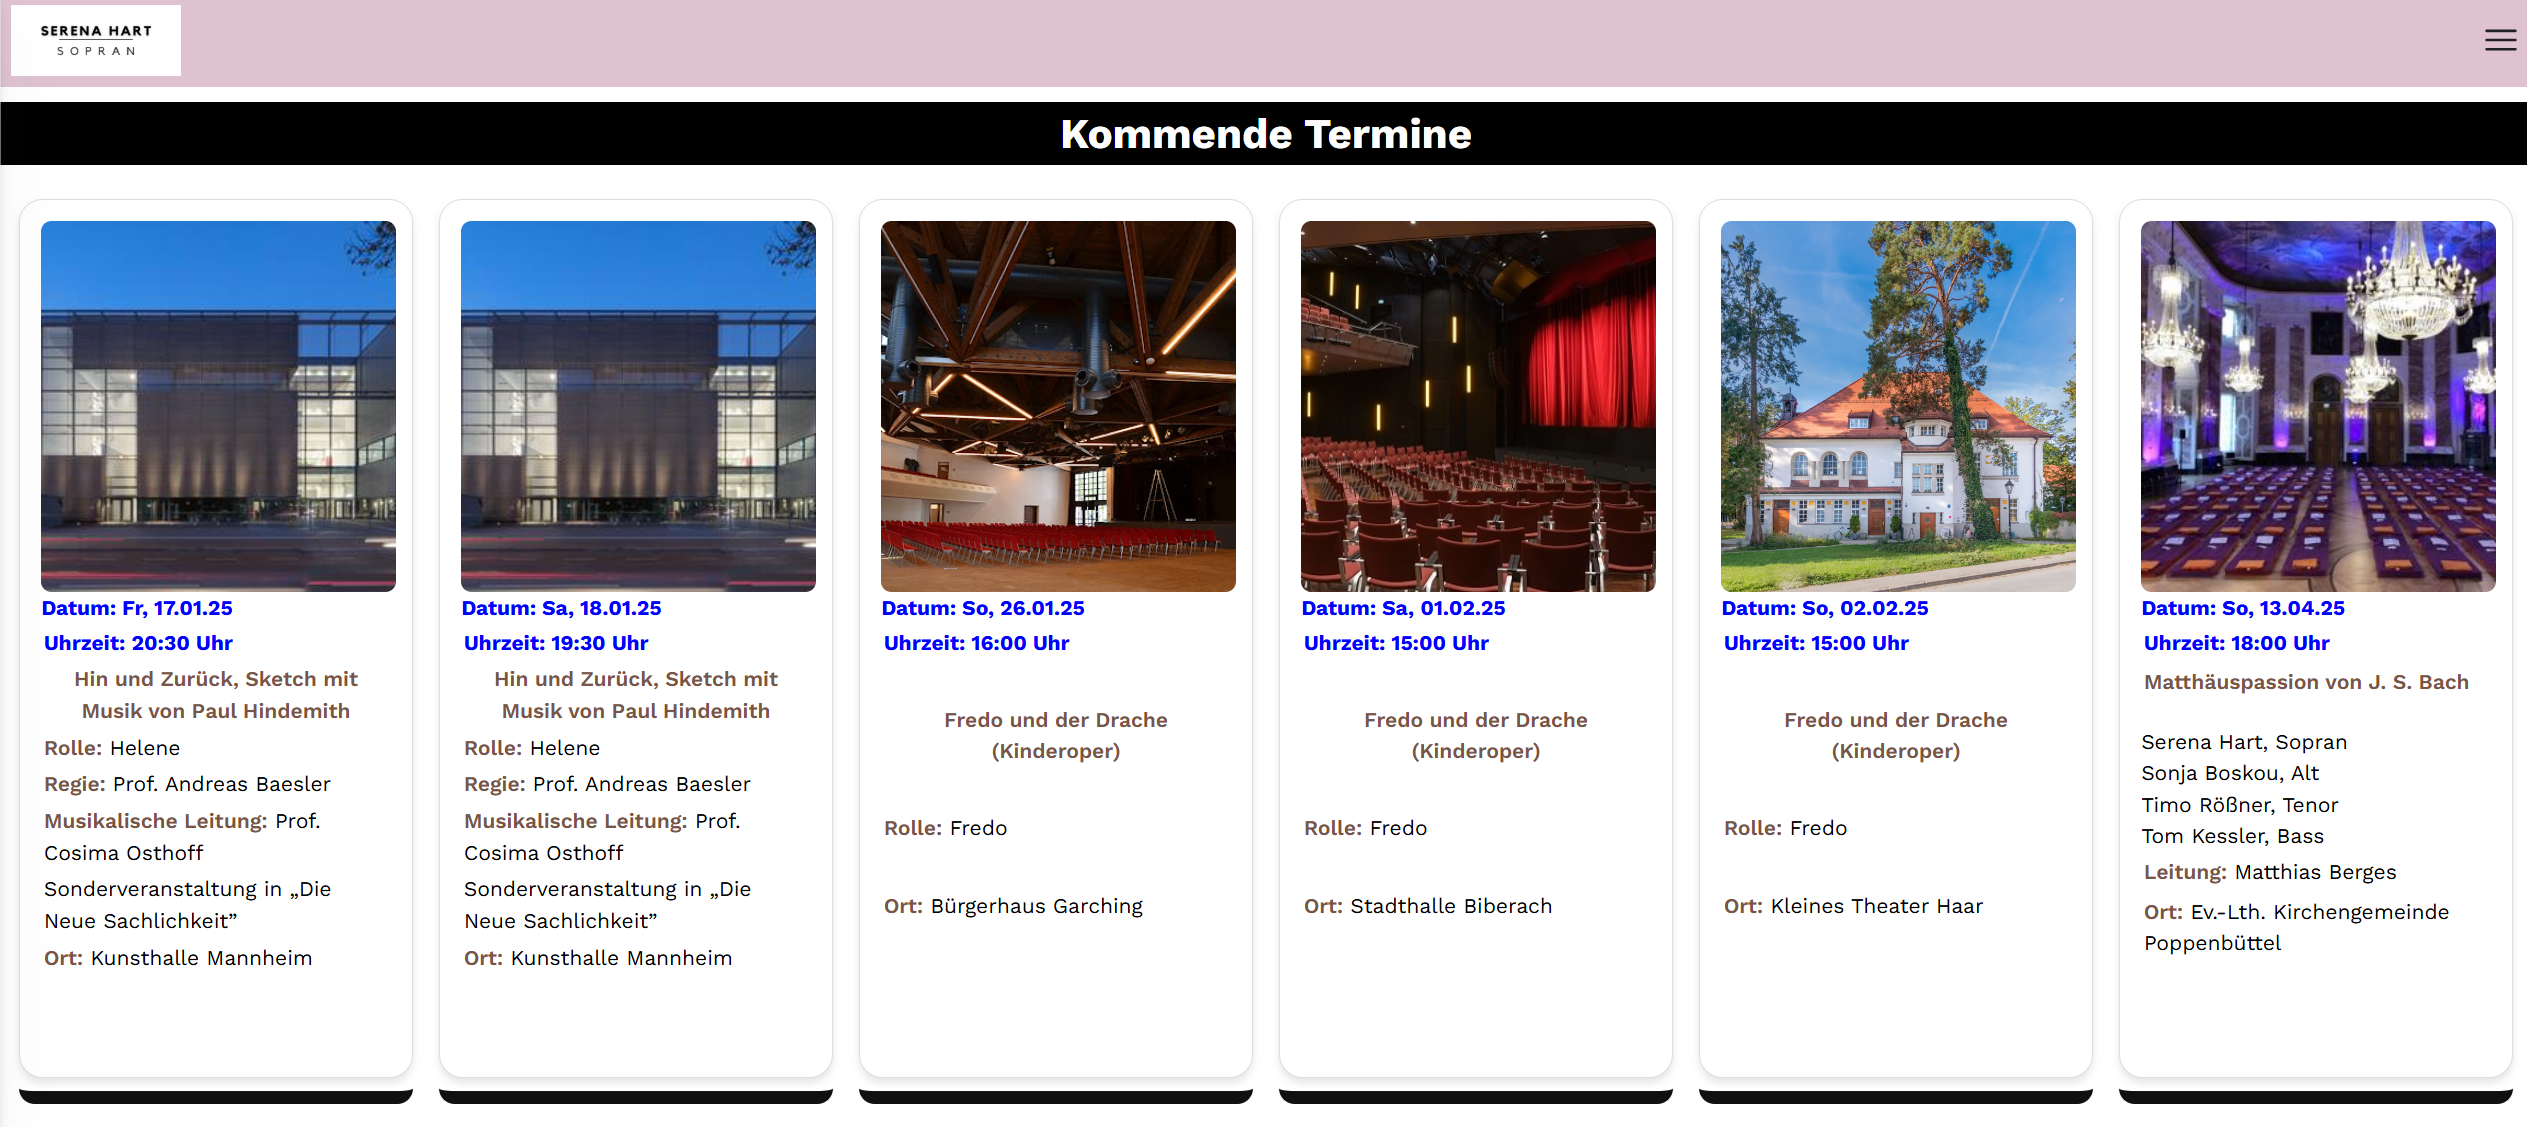 SERENA HART
SOPRAN
Kommende Termine
Datum: Fr, 17.01.25
Uhrzeit: 20:30 Uhr
Hin und Zurück, Sketch mit
Musik von Paul Hindemith
Rolle: Helene
Regie: Prof. Andreas Baesler
Musikalische Leitung: Prof.
Cosima Osthoff
Sonderveranstaltung in „Die
Neue Sachlichkeit”
Ort: Kunsthalle Mannheim
Datum: Sa, 18.01.25
Uhrzeit: 19:30 Uhr
Hin und Zurück, Sketch mit
Musik von Paul Hindemith
Rolle: Helene
Regie: Prof. Andreas Baesler
Musikalische Leitung: Prof.
Cosima Osthoff
Sonderveranstaltung in „Die
Neue Sachlichkeit”
Ort: Kunsthalle Mannheim
Datum: So, 26.01.25
Uhrzeit: 16:00 Uhr
Fredo und der Drache
(Kinderoper)
Rolle: Fredo
Ort: Bürgerhaus Garching
Datum: Sa, 01.02.25
Uhrzeit: 15:00 Uhr
Fredo und der Drache
(Kinderoper)
Rolle: Fredo
Ort: Stadthalle Biberach
Datum: So, 02.02.25
Uhrzeit: 15:00 Uhr
Fredo und der Drache
(Kinderoper)
Rolle: Fredo
Ort: Kleines Theater Haar
Datum: So, 13.04.25
Uhrzeit: 18:00 Uhr
Matthäuspassion von J. S. Bach
Serena Hart, Sopran
Sonja Boskou, Alt
Timo Rößner, Tenor
Tom Kessler, Bass
Leitung: Matthias Berges
Ort: Ev.-Lth. Kirchengemeinde
Poppenbüttel